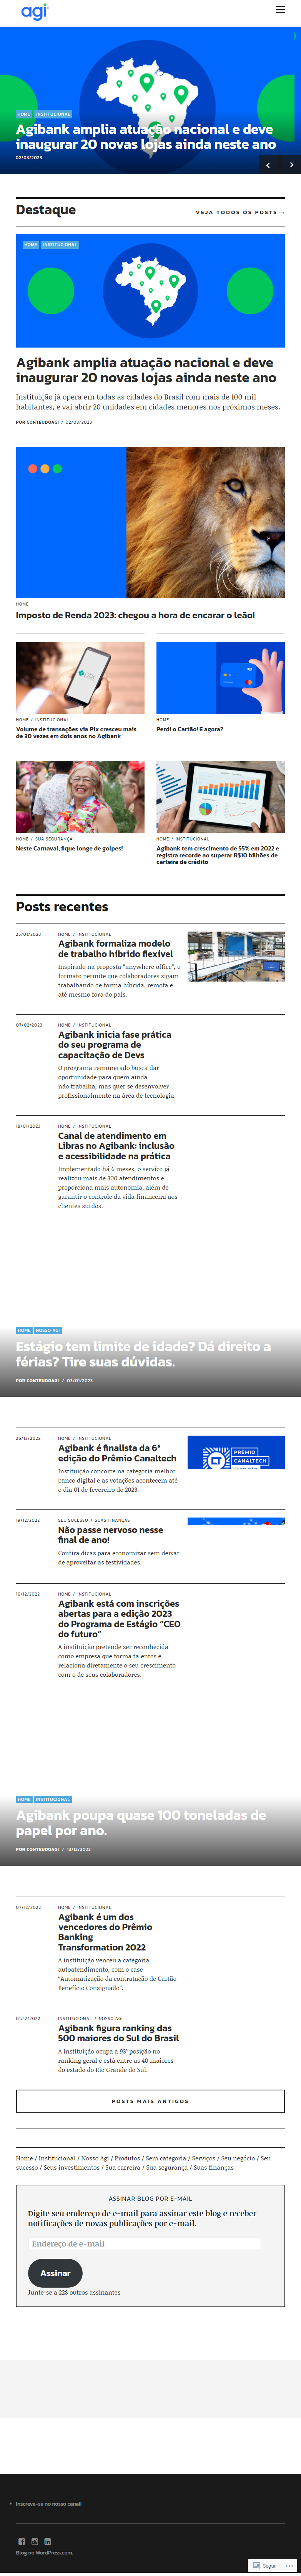 agi
HOME INSTITUCIONAL
Agibank amplia atuação nacional e deve
inaugurar 20 novas lojas ainda neste ano
02/03/2023
Destaque
VEJA TODOS OS POSTS →
HOME INSTITUCIONAL
Agibank amplia atuação nacional e deve
inaugurar 20 novas lojas ainda neste ano
Instituição já opera em todas as cidades do Brasil com mais de 100 mil
habitantes, e vai abrir 20 unidades em cidades menores nos próximos meses.
POR CONTEUDOAGI / 02/03/2023
HOME
Imposto de Renda 2023: chegou a hora de encarar o leão!
HOME / INSTITUCIONAL
Volume de transações via Pix cresceu mais
de 30 vezes em dois anos no Agibank
HOME
Perdi o Cartão! E agora?
HOME / SUA SEGURANÇA
Neste Carnaval, fique longe de golpes!
HOME / INSTITUCIONAL
Agibank tem crescimento de 55% em 2022 e
registra recorde ao superar R$10 bilhões de
carteira de crédito
Posts recentes
25/01/2023
HOME / INSTITUCIONAL
Agibank formaliza modelo
de trabalho híbrido flexível
Inspirado na proposta “anywhere office”, o
formato permite que colaboradores sigam
trabalhando de forma híbrida, remota e
até mesmo fora do país.
07/02/2023
HOME / INSTITUCIONAL
Agibank inicia fase prática
do seu programa de
capacitação de Devs
O programa remunerado busca dar
oportunidade para quem ainda
não trabalha, mas quer se desenvolver
profissionalmente na área de tecnologia.
18/01/2023
HOME / INSTITUCIONAL
Canal de atendimento em
Libras no Agibank: inclusão
e acessibilidade na prática
Implementado há 6 meses, o serviço já
realizou mais de 300 atendimentos e
proporciona mais autonomia, além de
garantir o controle da vida financeira aos
clientes surdos.
HOME NOSSO AGI
Estágio tem limite de idade? Dá direito a
férias? Tire suas dúvidas.
POR CONTEUDOAGI / 03/01/2023
26/12/2022
HOME / INSTITUCIONAL
Agibank é finalista da 6ª
edição do Prêmio Canaltech
Instituição concorre na categoria melhor
banco digital e as votações acontecem até
o dia 01 de fevereiro de 2023.
PRÊMIO
CANALTECH
19/12/2022
SEU SUCESSO / SUAS FINANÇAS
Não passe nervoso nesse
final de ano!
Confira dicas para economizar sem deixar
de aproveitar as festividades.
16/12/2022
HOME / INSTITUCIONAL
Agibank está com inscrições
abertas para a edição 2023
do Programa de Estágio “CEO
do futuro”
A instituição pretende ser reconhecida
como empresa que forma talentos e
relaciona diretamente o seu crescimento
com o de seus colaboradores.
HOME INSTITUCIONAL
Agibank poupa quase 100 toneladas de
papel por ano.
POR CONTEUDOAGI / 13/12/2022
07/12/2022
HOME / INSTITUCIONAL
Agibank é um dos
vencedores do Prêmio
Banking
Transformation 2022
A instituição venceu a categoria
autoatendimento, com o case
“Automatização da contratação de Cartão
Benefício Consignado”.
01/12/2022
INSTITUCIONAL / NOSSO AGI
Agibank figura ranking das
500 maiores do Sul do Brasil
A instituição ocupa a 93ª posição no
ranking geral e está entre as 40 maiores
do estado do Rio Grande do Sul.
POSTS MAIS ANTIGOS
Home / Institucional / Nosso Agi / Produtos / Sem categoria / Serviços / Seu negócio / Seu
sucesso / Seus investimentos / Sua carreira / Sua segurança / Suas finanças
ASSINAR BLOG POR E-MAIL
Digite seu endereço de e-mail para assinar este blog e receber
notificações de novas publicações por e-mail.
Endereço de e-mail
Assinar
Junte-se a 228 outros assinantes
Inscreva-se no nosso canal!
Blog no WordPress.com.
Seguir